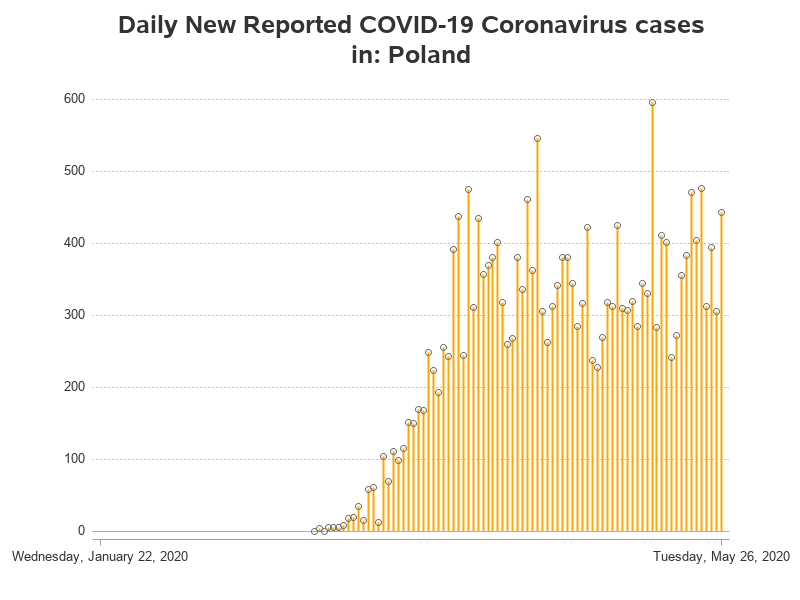 Daily New Reported COVID-19 Coronavirus cases
in: Poland
600
500
400
300
200
100
0
Wednesday, January 22, 2020
Tuesday, May 26, 2020